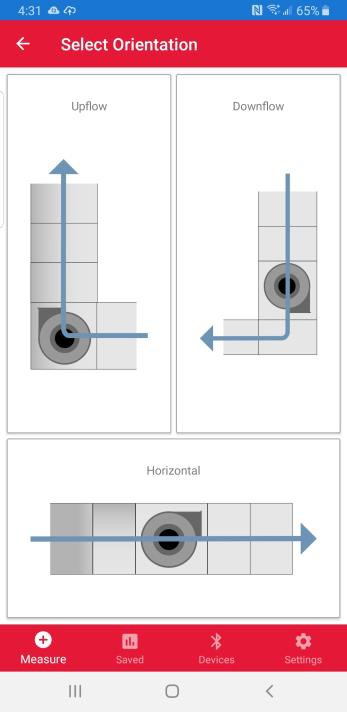 4:31
65%
Select Orientation
Upflow
Downflow
Horizontal
Measure
Saved
Devices
Settings